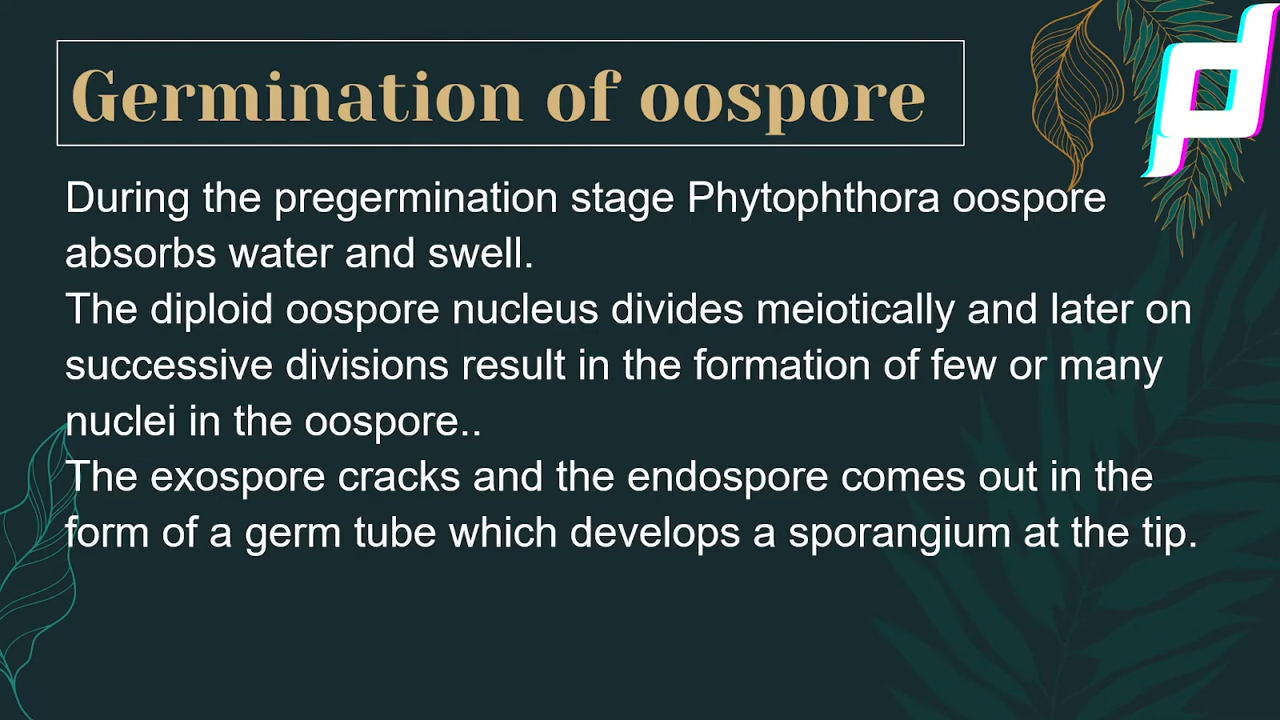 Germination of oospore
During the pregermination stage Phytophthora oospore
absorbs water and swell.
The diploid oospore nucleus divides meiotically and later on
successive divisions result in the formation of few or many
nuclei in the oospore..
The exospore cracks and the endospore comes out in the
form of a germ tube which develops a sporangium at the tip.